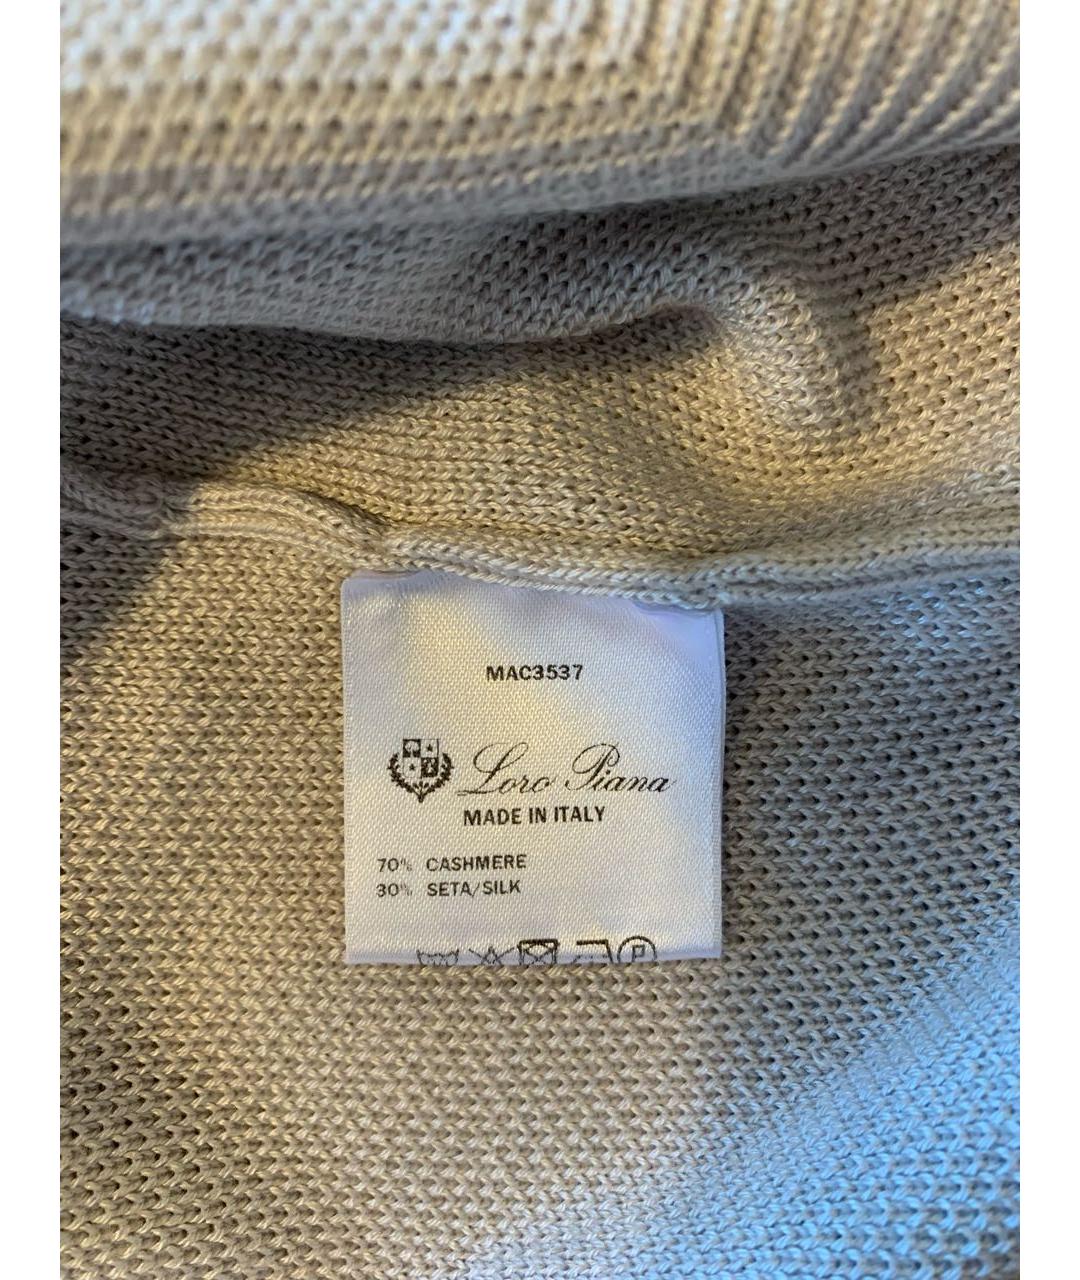 MAC3537
Loro Piana
MADE IN ITALY
70% CASHMERE
30% SETA/SILK
P